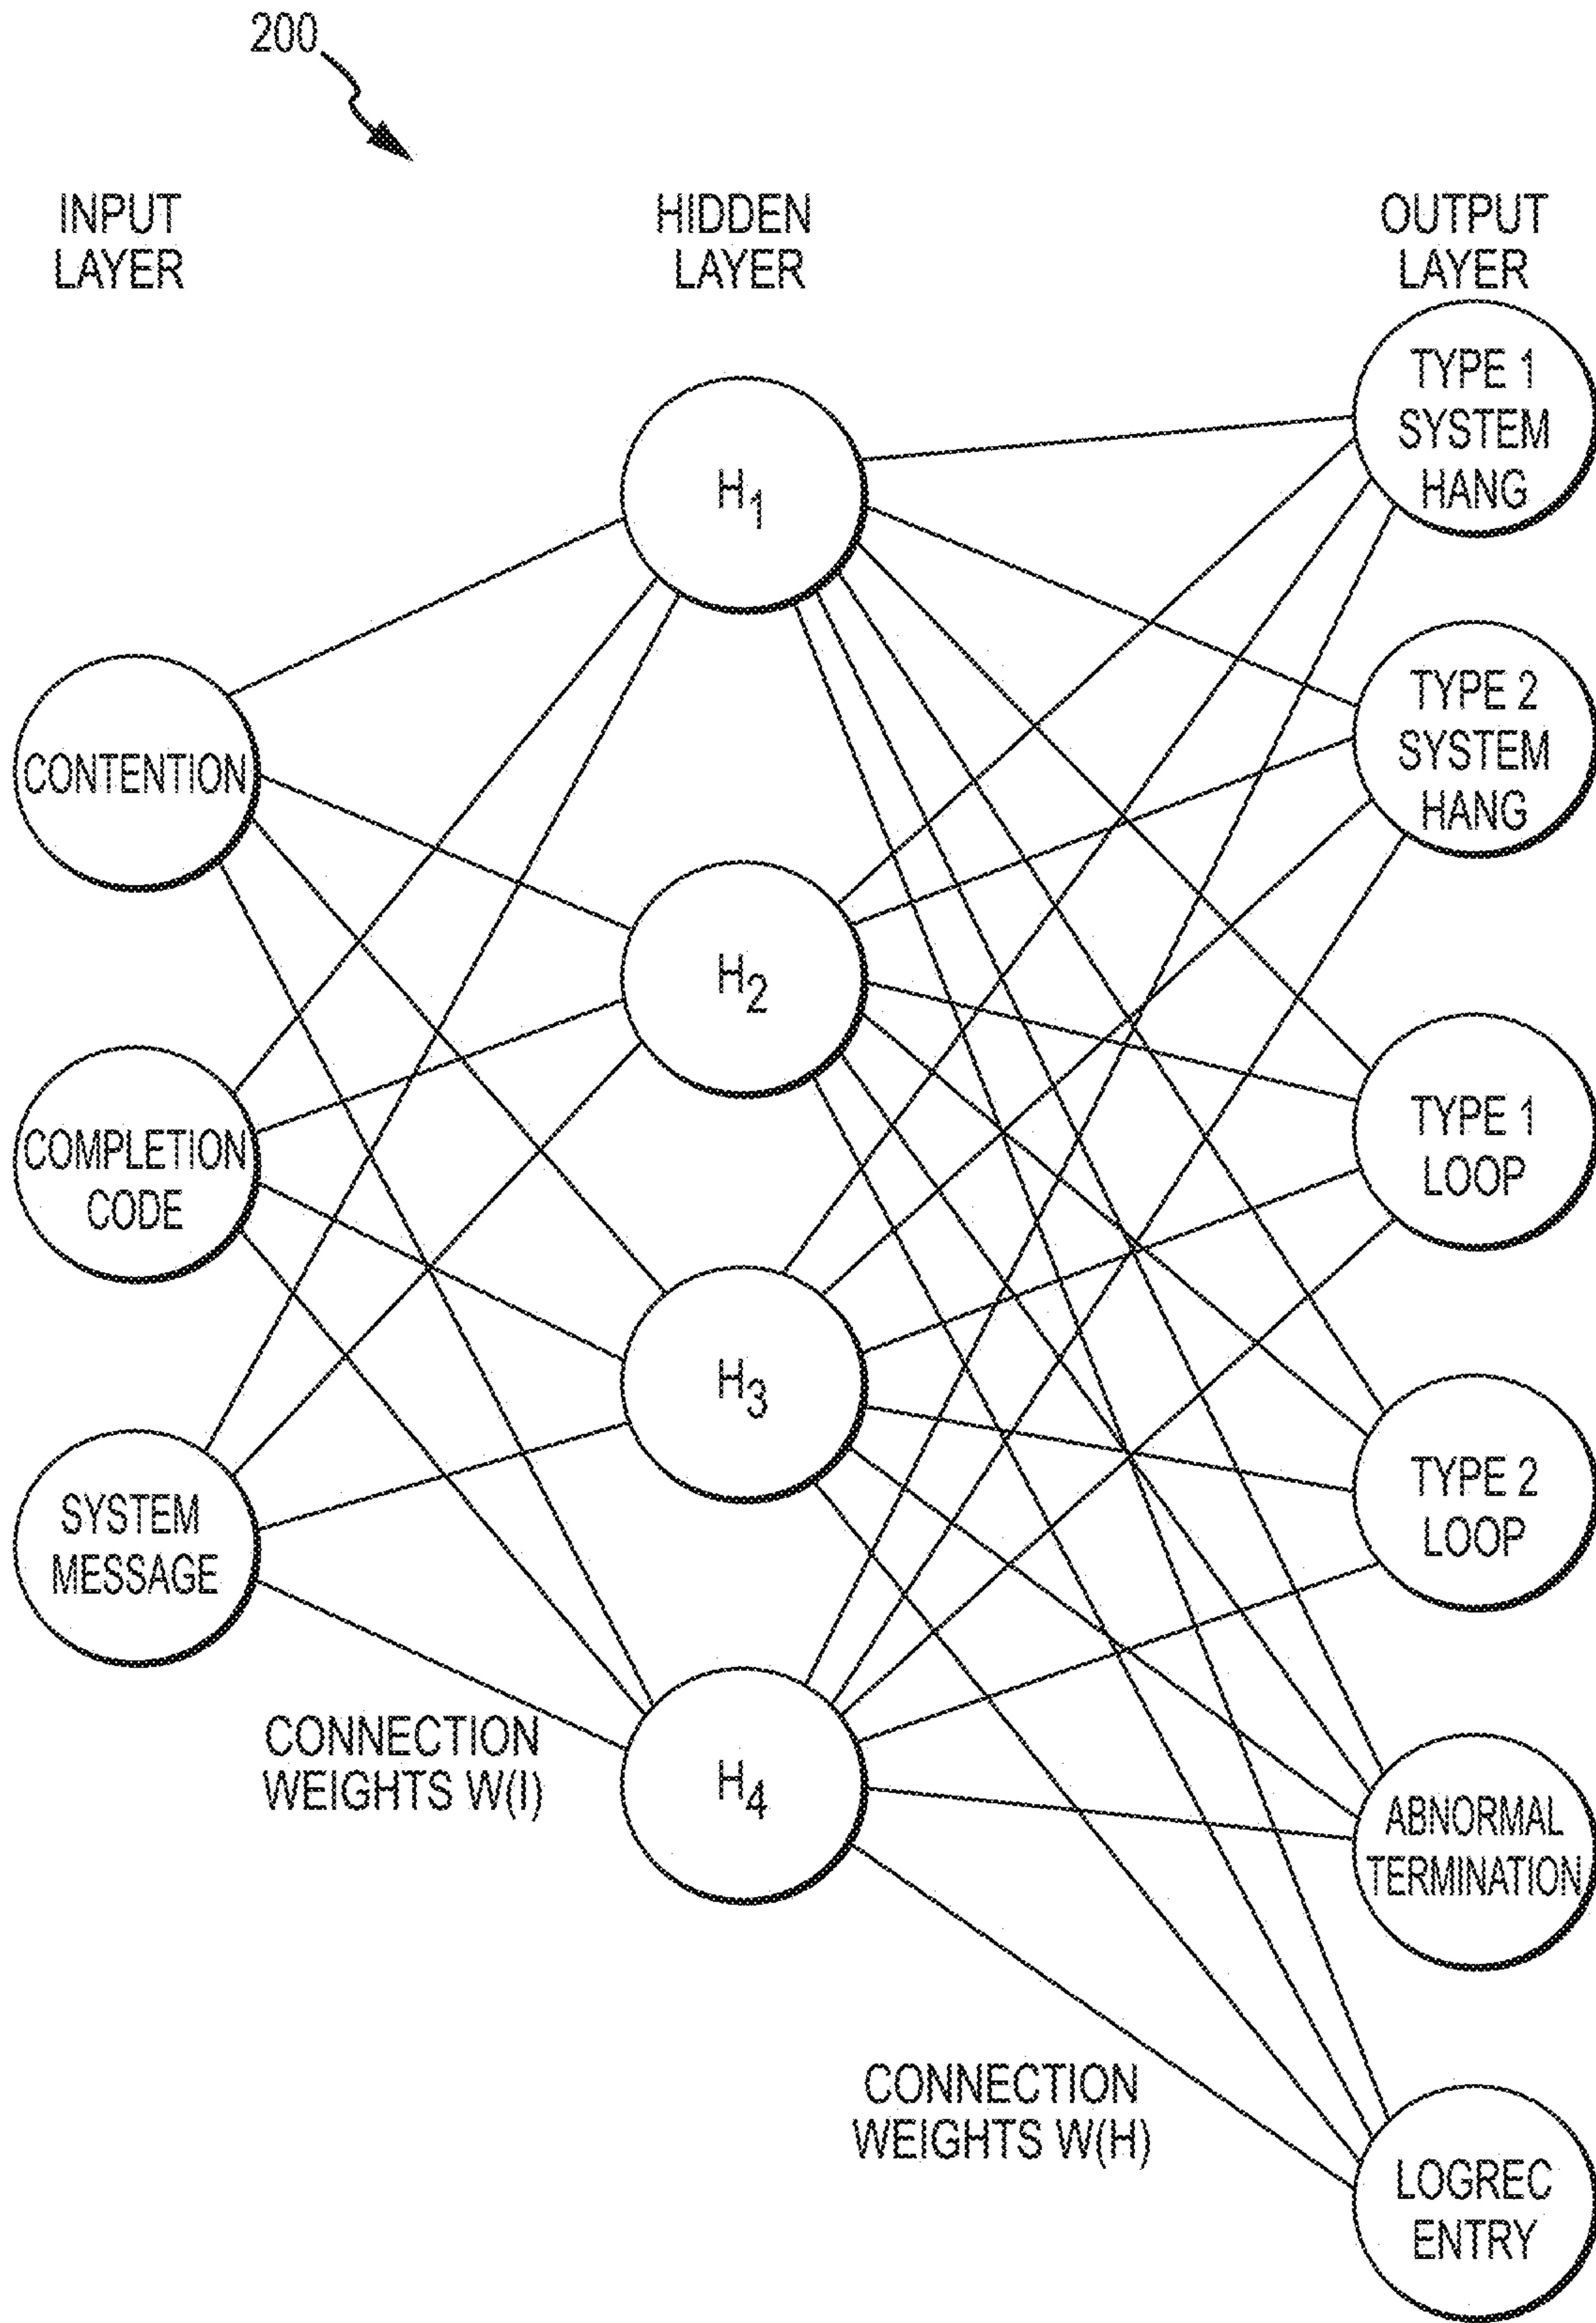 200
INPUT
LAYER
HIDDEN
LAYER
OUTPUT
LAYER
CONTENTION
COMPLETION
CODE
SYSTEM
MESSAGE
CONNECTION
WEIGHTS W(I)
H1
H2
H3
H4
CONNECTION
WEIGHTS W(H)
TYPE 1
SYSTEM
HANG
TYPE 2
SYSTEM
HANG
TYPE 1
LOOP
TYPE 2
LOOP
ABNORMAL
TERMINATION
LOGREC
ENTRY